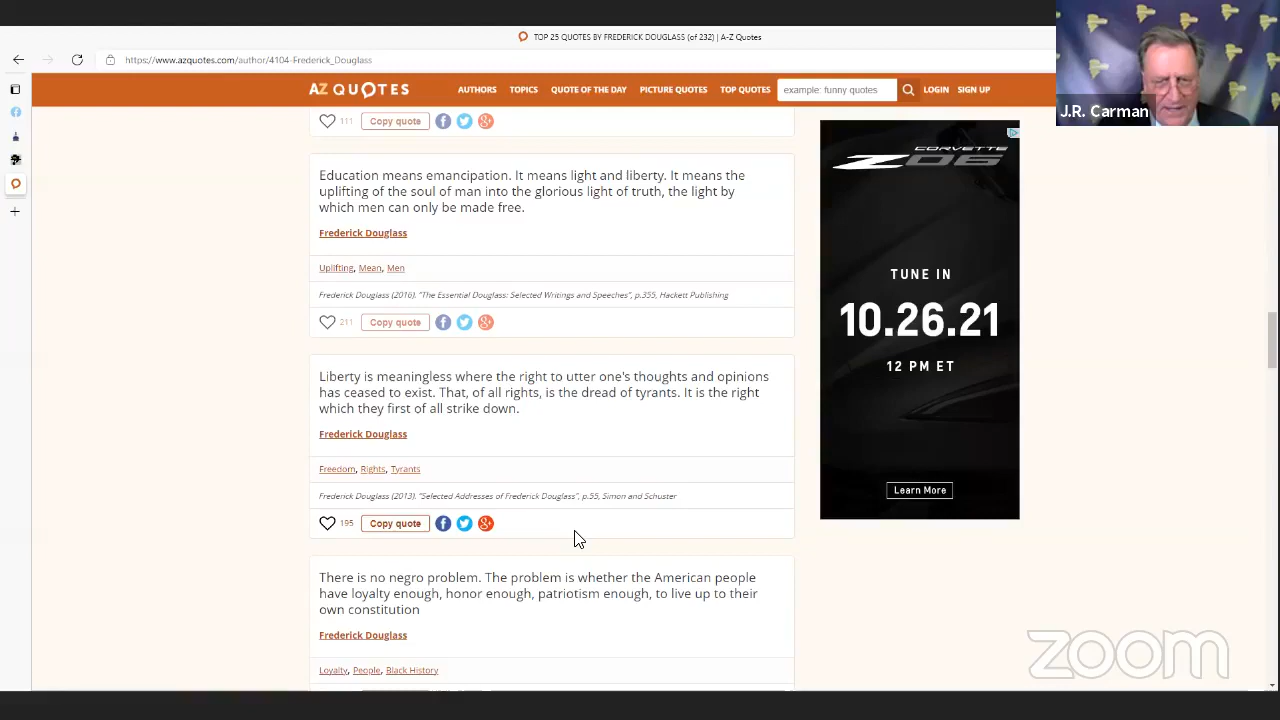 TOP 25 QUOTES BY FREDERICK DOUGLASS (of 232) | A-Z Quotes
https://www.azquotes.com/author/4104-Frederick_Douglass
AZ QUOTES AUTHORS TOPICS QUOTE OF THE DAY PICTURE QUOTES TOP QUOTES example: funny quotes LOGIN SIGN UP
J.R. Carman
111 Copy quote
Education means emancipation. It means light and liberty. It means the
uplifting of the soul of man into the glorious light of truth, the light by
which men can only be made free.
Frederick Douglass
Uplifting, Mean, Men
Frederick Douglass (2016). "The Essential Douglass: Selected Writings and Speeches", p.355, Hackett Publishing
211 Copy quote
Liberty is meaningless where the right to utter one's thoughts and opinions
has ceased to exist. That, of all rights, is the dread of tyrants. It is the right
which they first of all strike down.
Frederick Douglass
Freedom, Rights, Tyrants
Frederick Douglass (2013). "Selected Addresses of Frederick Douglass", p.55, Simon and Schuster
195 Copy quote
There is no negro problem. The problem is whether the American people
have loyalty enough, honor enough, patriotism enough, to live up to their
own constitution
Frederick Douglass
Loyalty, People, Black History
CORVETTE
Z06
TUNE IN
10.26.21
12 PM ET
Learn More
zoom